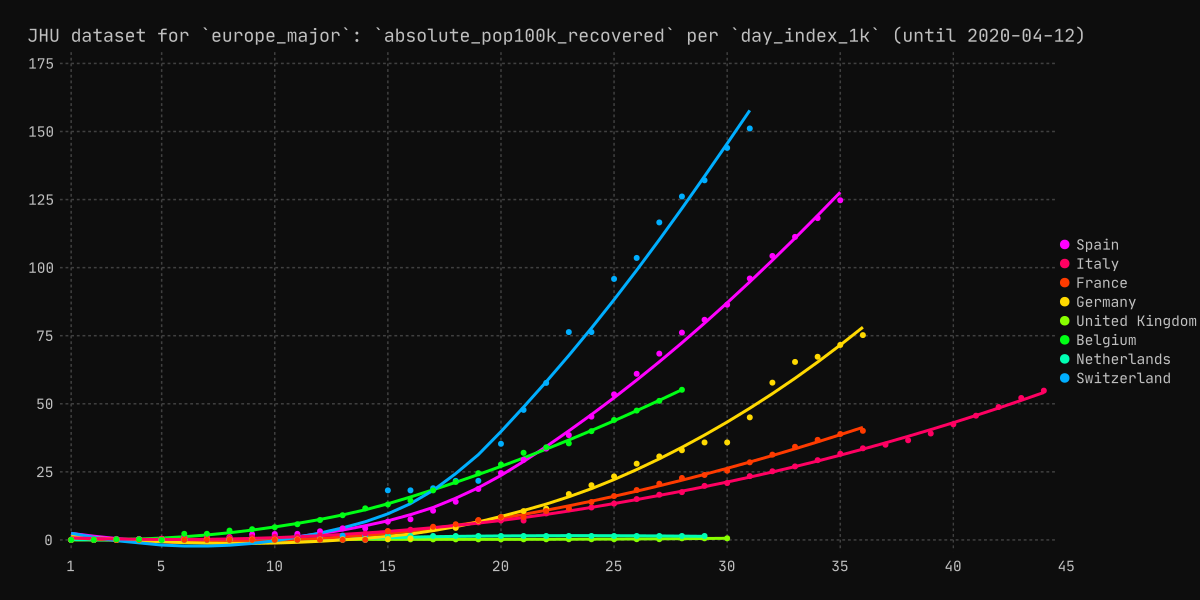 JHU dataset for `europe_major`: `absolute_pop100k_recovered` per `day_index_1k` (until 2020-04-12)
175
150
125
100
75
50
25
0
1 5 10 15 20 25 30 35 40 45
Spain
Italy
France
Germany
United Kingdom
Belgium
Netherlands
Switzerland